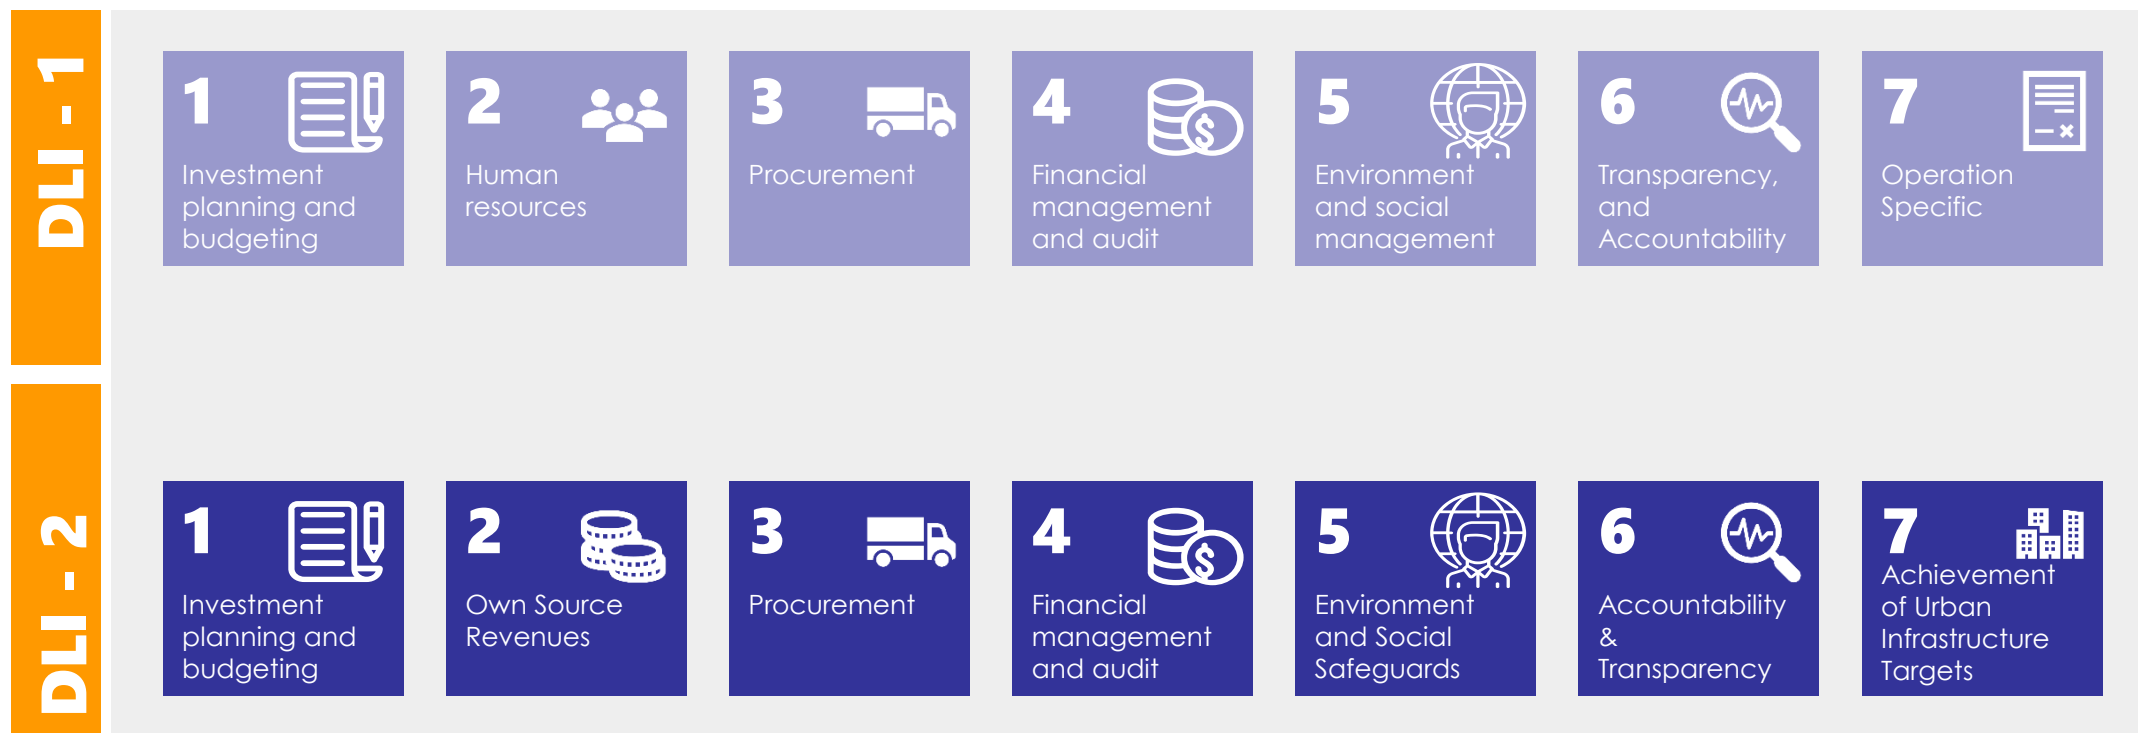 DLI - 1
1
Investment
planning and
budgeting
2
Human
resources
3
Procurement
4
Financial
management
and audit
5
Environment
and social
management
6
Transparency,
and
Accountability
7
Operation
Specific
DLI - 2
1
Investment
planning and
budgeting
2
Own Source
Revenues
3
Procurement
4
Financial
management
and audit
5
Environment
and Social
Safeguards
6
Accountability
&
Transparency
7
Achievement
of Urban
Infrastructure
Targets